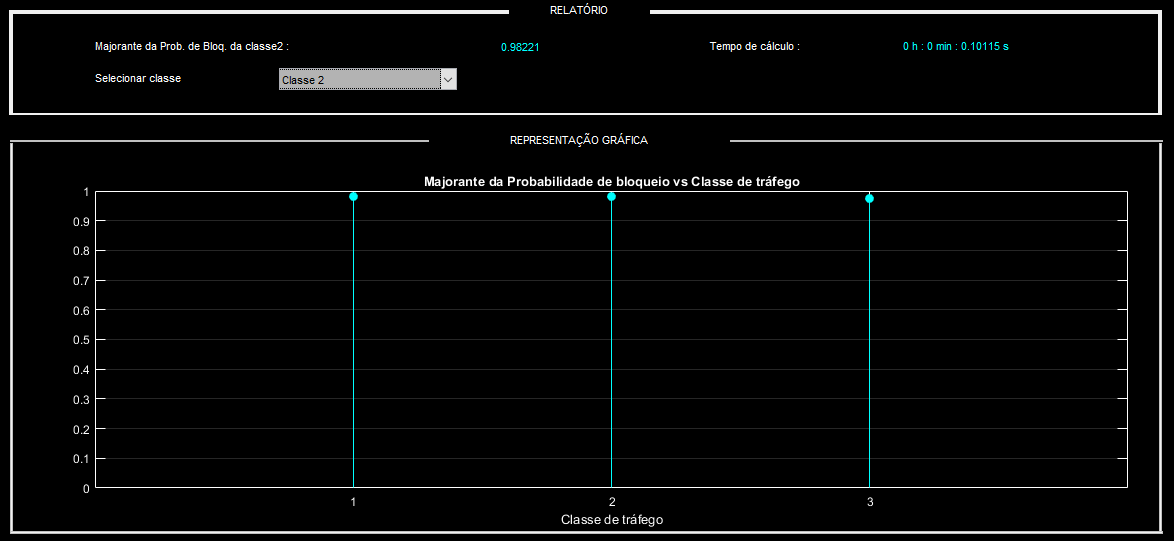 RELATÓRIO
Majorante da Prob. de Bloq. da classe2 : 0.98221 Tempo de cálculo : 0 h : 0 min : 0.10115 s
Selecionar classe Classe 2
REPRESENTAÇÃO GRÁFICA
Majorante da Probabilidade de bloqueio vs Classe de tráfego
1
0.9
0.8
0.7
0.6
0.5
0.4
0.3
0.2
0.1
0
1 2 3
Classe de tráfego